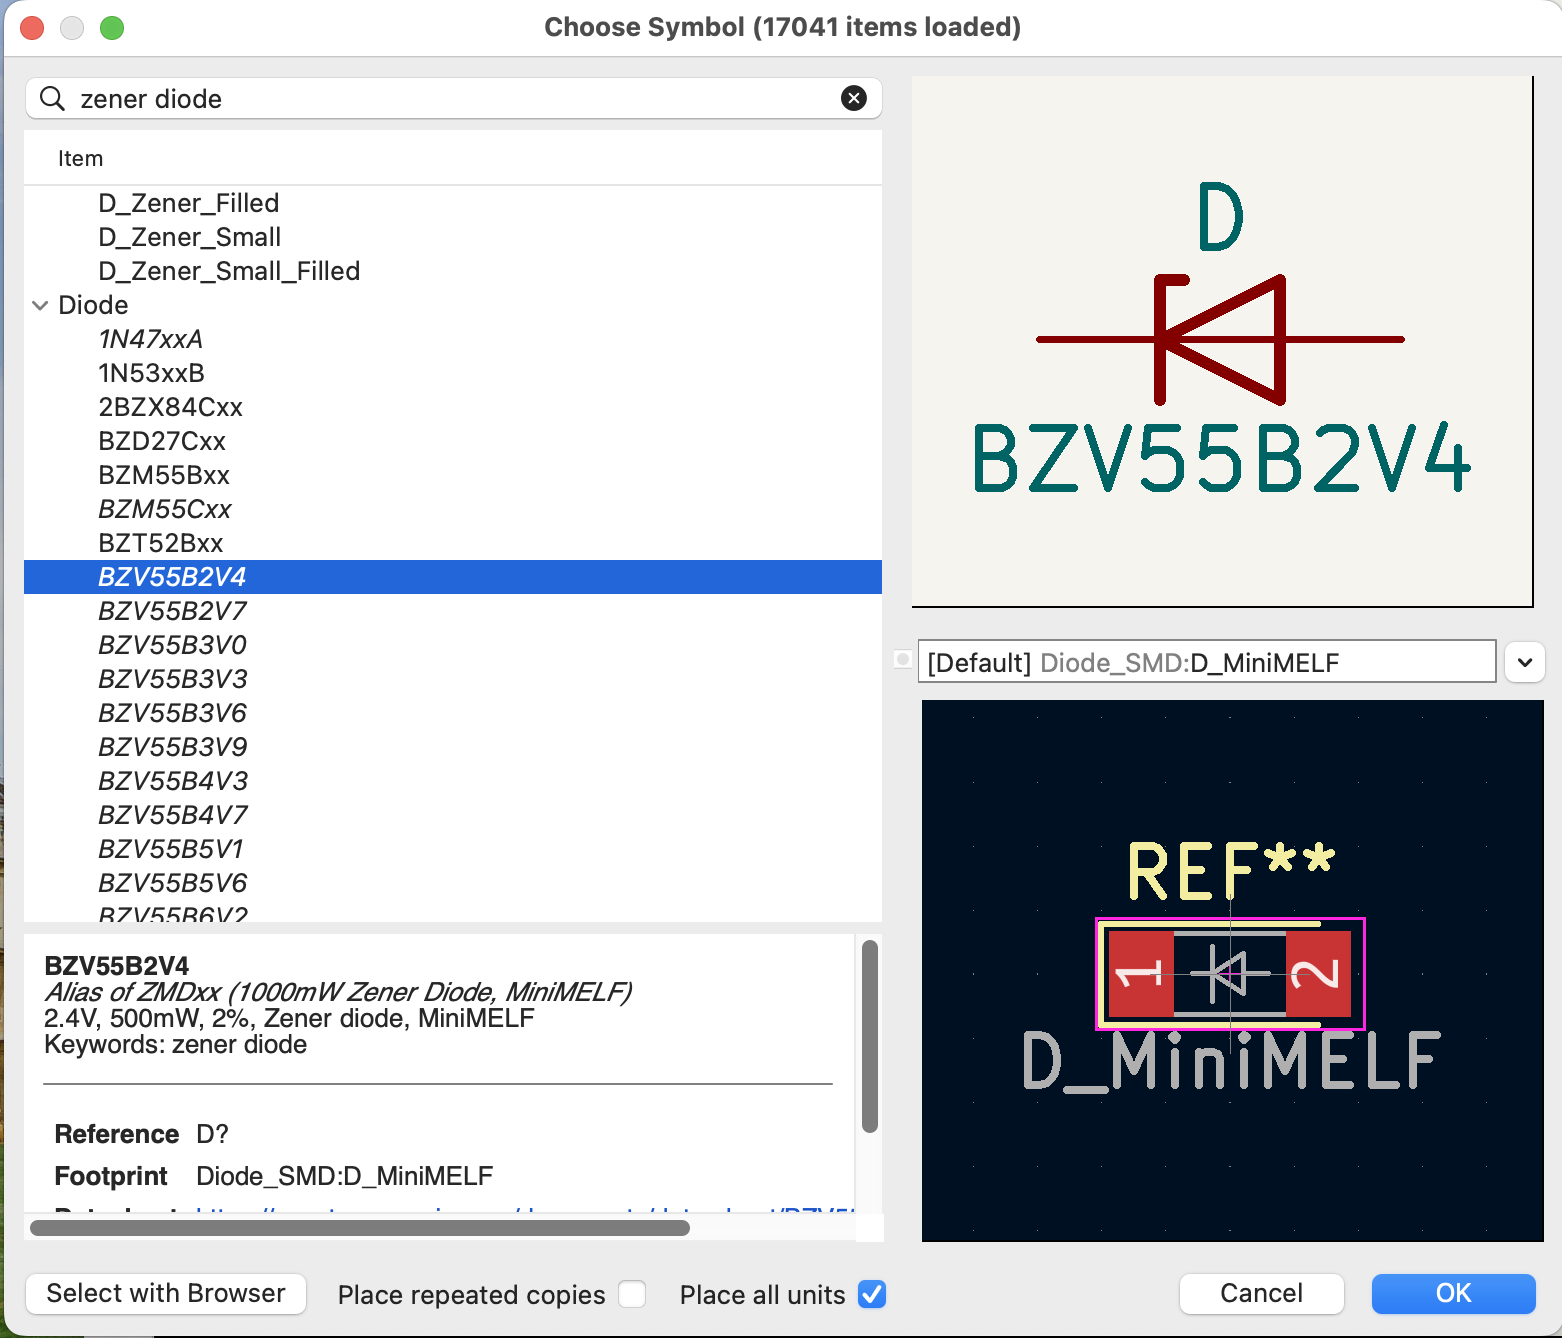 Choose Symbol (17041 items loaded)
zener diode
Item
D_Zener_Filled
D_Zener_Small
D_Zener_Small_Filled
Diode
1N47xxA
1N53xxB
2BZX84Cxx
BZD27Cxx
BZM55Bxx
BZM55Cxx
BZT52Bxx
BZV55B2V4
BZV55B2V7
BZV55B3V0
BZV55B3V3
BZV55B3V6
BZV55B3V9
BZV55B4V3
BZV55B4V7
BZV55B5V1
BZV55B5V6
BZV55B6V2
BZV55B2V4
Alias of ZMDxx (1000mW Zener Diode, MiniMELF)
2.4V, 500mW, 2%, Zener diode, MiniMELF
Keywords: zener diode
Reference D?
Footprint Diode_SMD:D_MiniMELF
D
BZV55B2V4
[Default] Diode_SMD:D_MiniMELF
REF**
1 2
D_MiniMELF
Select with Browser
Place repeated copies
Place all units
Cancel
OK